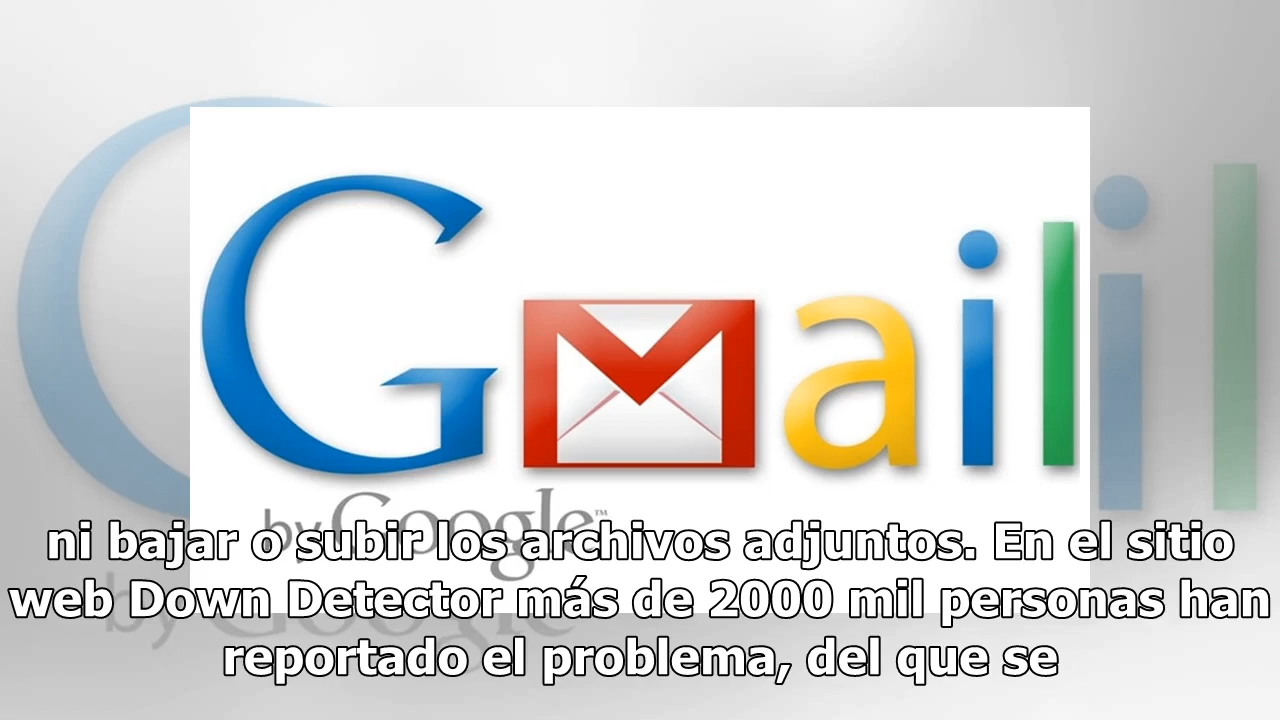 Gmail
by Google™
ni bajar o subir los archivos adjuntos. En el sitio
web Down Detector más de 2000 mil personas han
reportado el problema, del que se